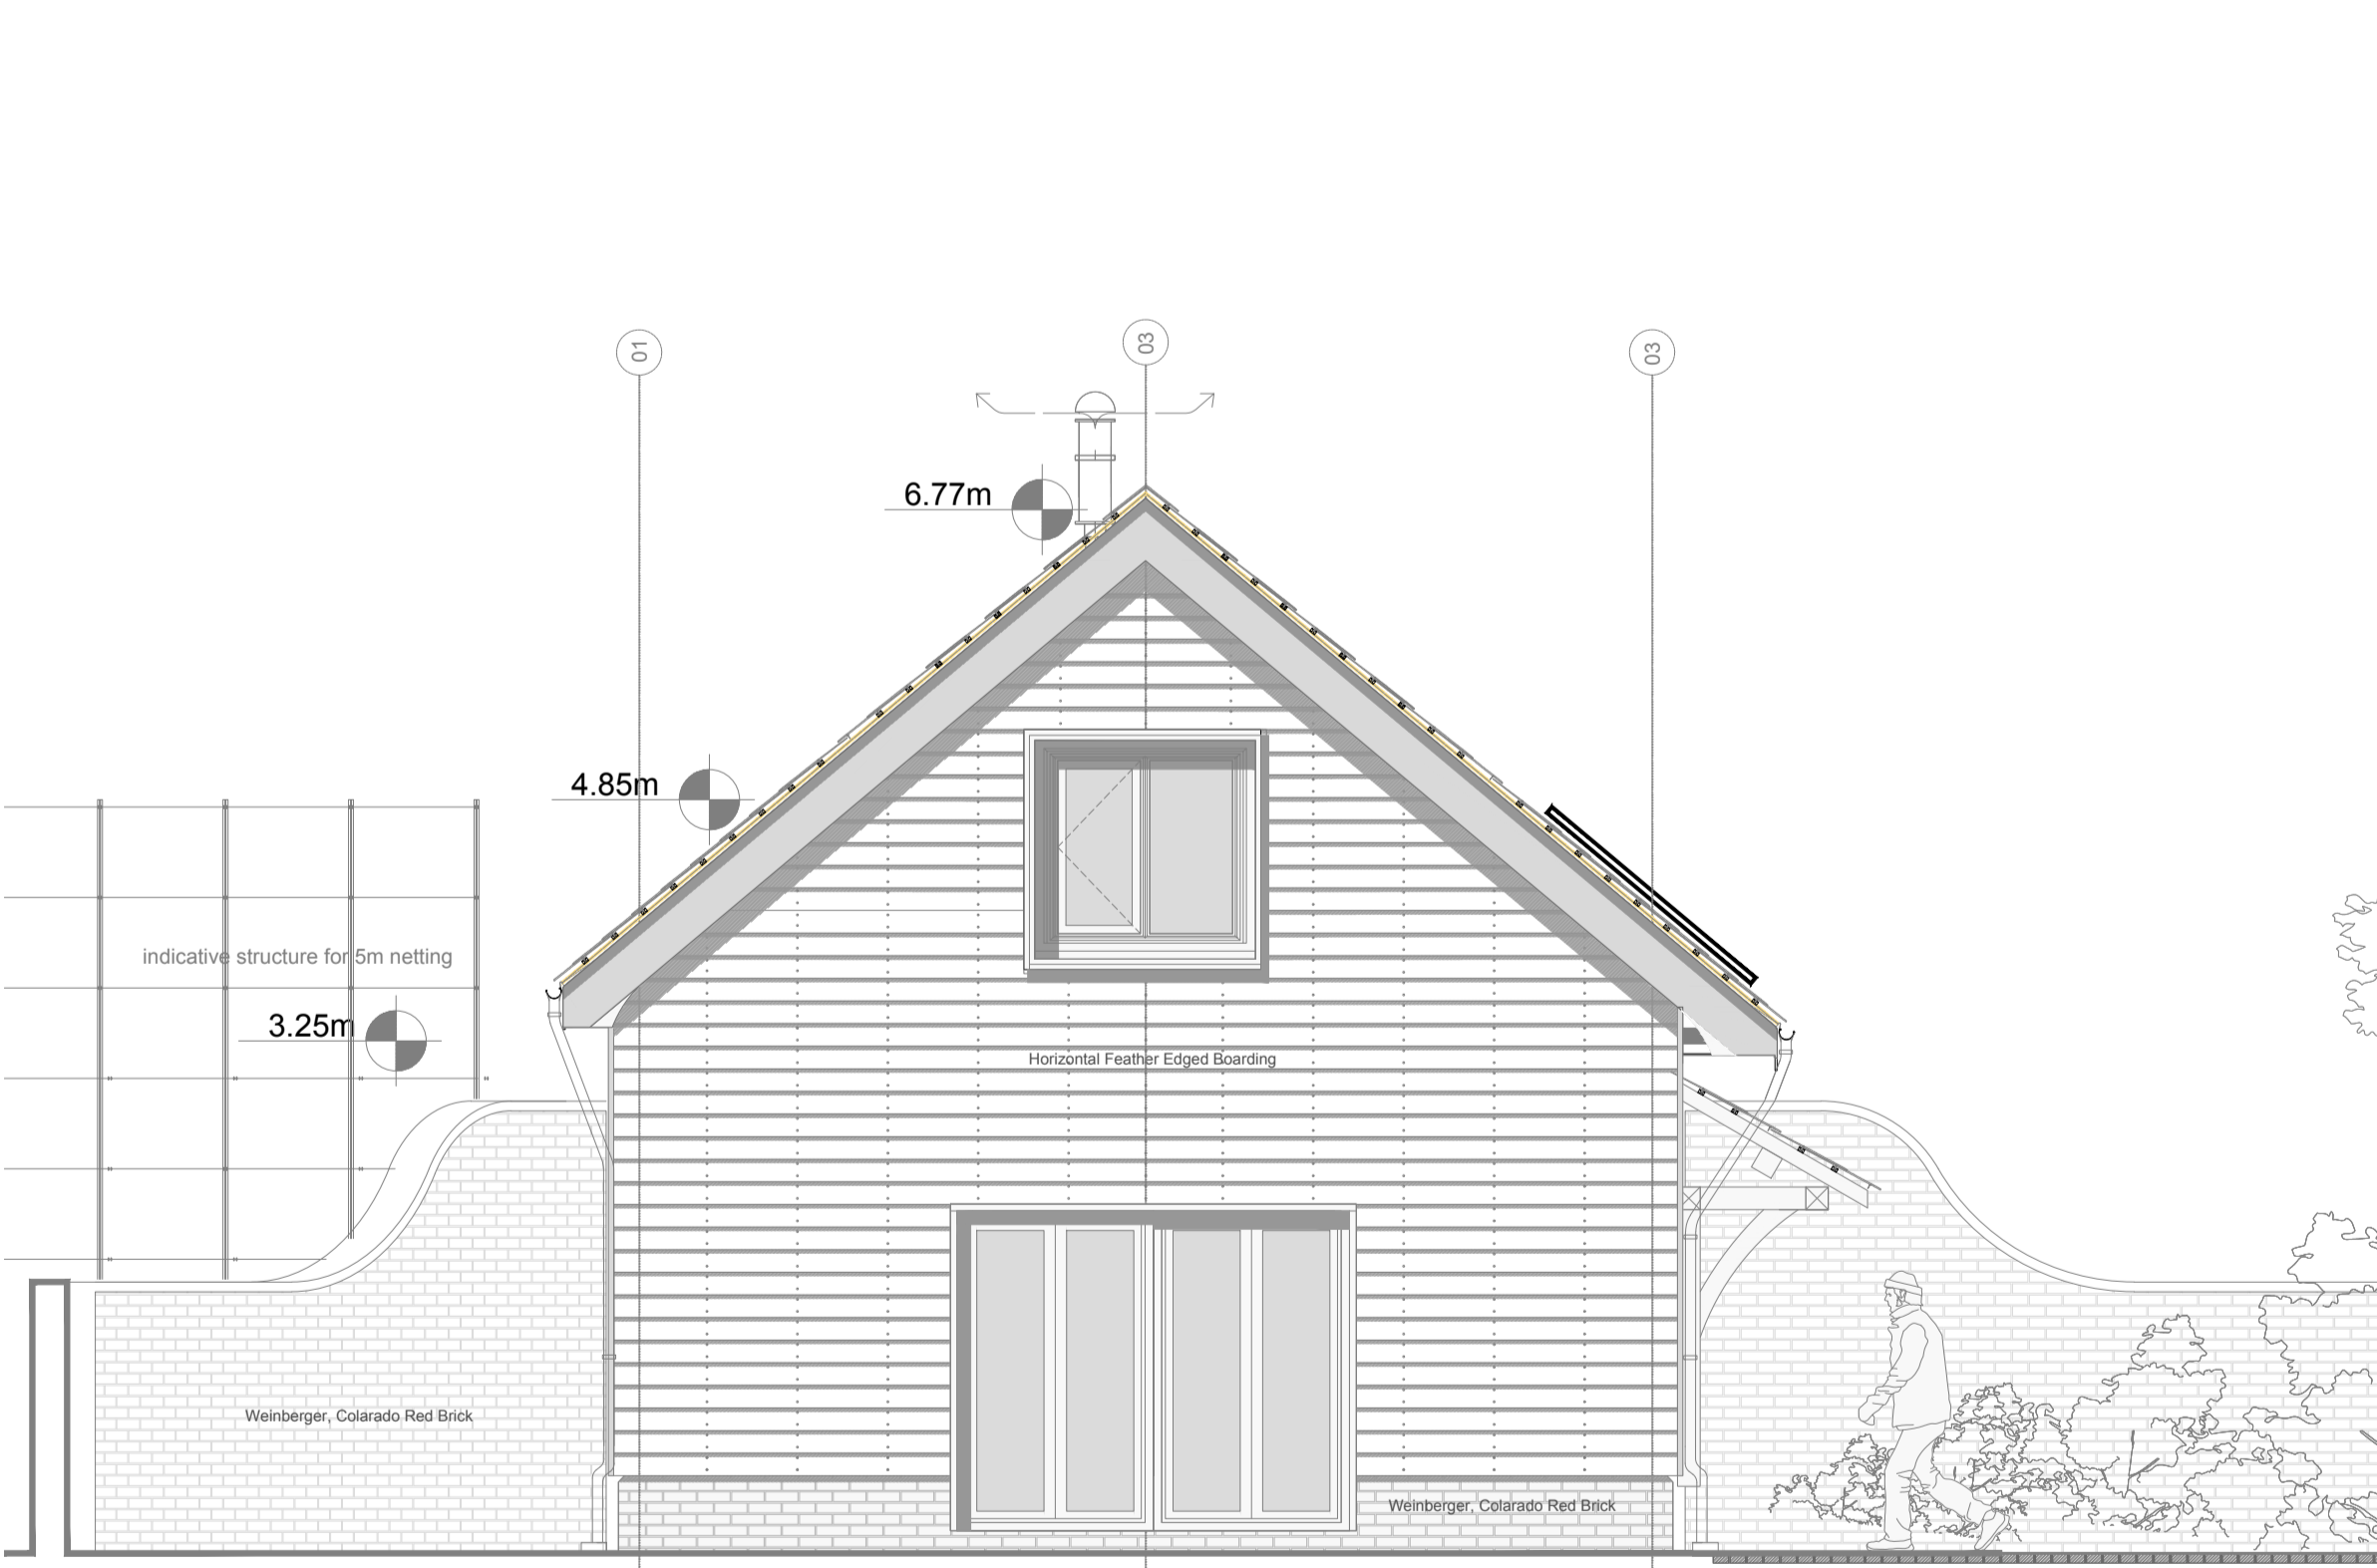 01
03
03
6.77m
4.85m
indicative structure for 5m netting
3.25m
Horizontal Feather Edged Boarding
Weinberger, Colarado Red Brick
Weinberger, Colarado Red Brick